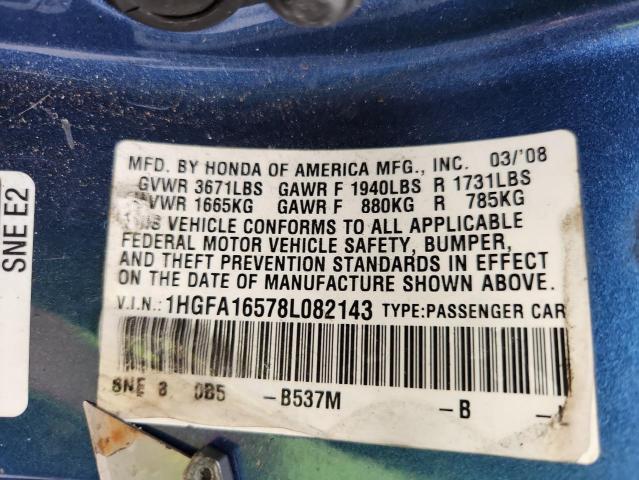 MFD. BY HONDA OF AMERICA MFG., INC. 03/'08
GVWR 3671LBS GAWR F 1940LBS R 1731LBS
GVWR 1665KG GAWR F 880KG R 785KG
THIS VEHICLE CONFORMS TO ALL APPLICABLE
FEDERAL MOTOR VEHICLE SAFETY, BUMPER,
AND THEFT PREVENTION STANDARDS IN EFFECT
ON THE DATE OF MANUFACTURE SHOWN ABOVE.
V.I.N.: 1HGFA16578L082143 TYPE:PASSENGER CAR
SNE 3 0B5 -B537M -B -L
SNE E2